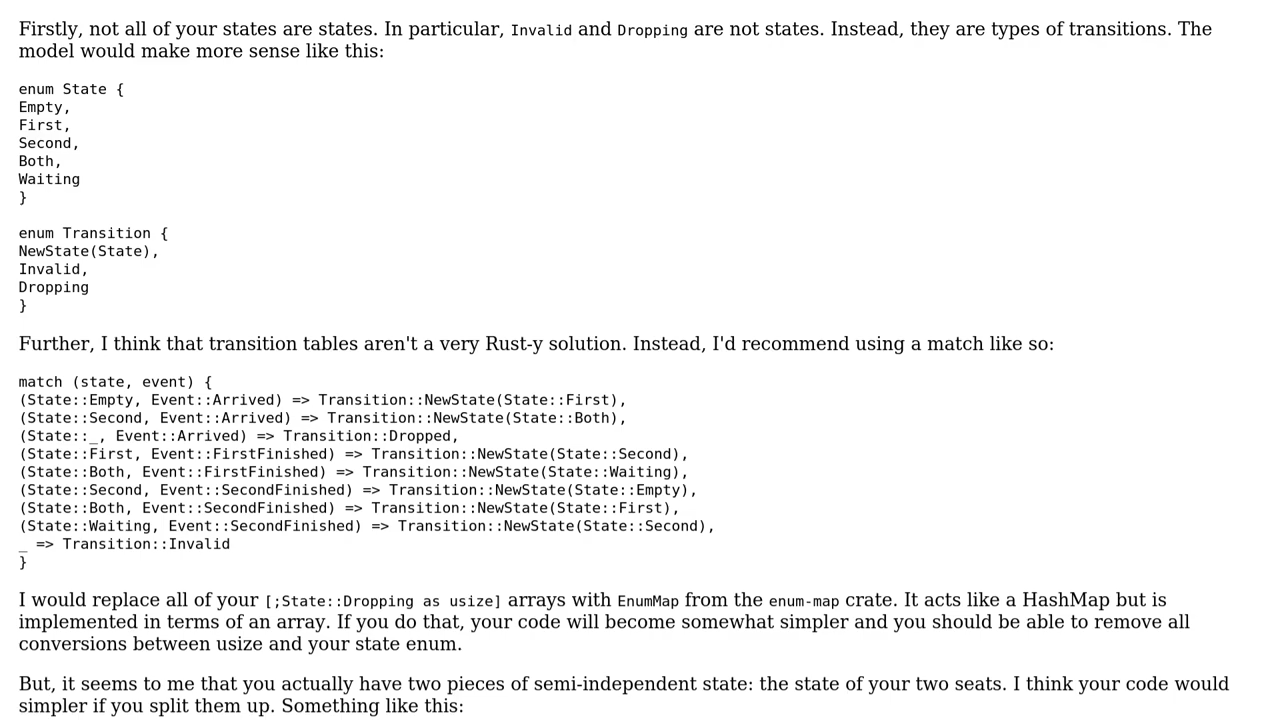 Firstly, not all of your states are states. In particular, Invalid and Dropping are not states. Instead, they are types of transitions. The
model would make more sense like this:
enum State {
Empty,
First,
Second,
Both,
Waiting
}
enum Transition {
NewState(State),
Invalid,
Dropping
}
Further, I think that transition tables aren't a very Rust-y solution. Instead, I'd recommend using a match like so:
match (state, event) {
(State::Empty, Event::Arrived) => Transition::NewState(State::First),
(State::Second, Event::Arrived) => Transition::NewState(State::Both),
(State::_, Event::Arrived) => Transition::Dropped,
(State::First, Event::FirstFinished) => Transition::NewState(State::Second),
(State::Both, Event::FirstFinished) => Transition::NewState(State::Waiting),
(State::Second, Event::SecondFinished) => Transition::NewState(State::Empty),
(State::Both, Event::SecondFinished) => Transition::NewState(State::First),
(State::Waiting, Event::SecondFinished) => Transition::NewState(State::Second),
_ => Transition::Invalid
}
I would replace all of your [;State::Dropping as usize] arrays with EnumMap from the enum-map crate. It acts like a HashMap but is
implemented in terms of an array. If you do that, your code will become somewhat simpler and you should be able to remove all
conversions between usize and your state enum.
But, it seems to me that you actually have two pieces of semi-independent state: the state of your two seats. I think your code would
simpler if you split them up. Something like this: